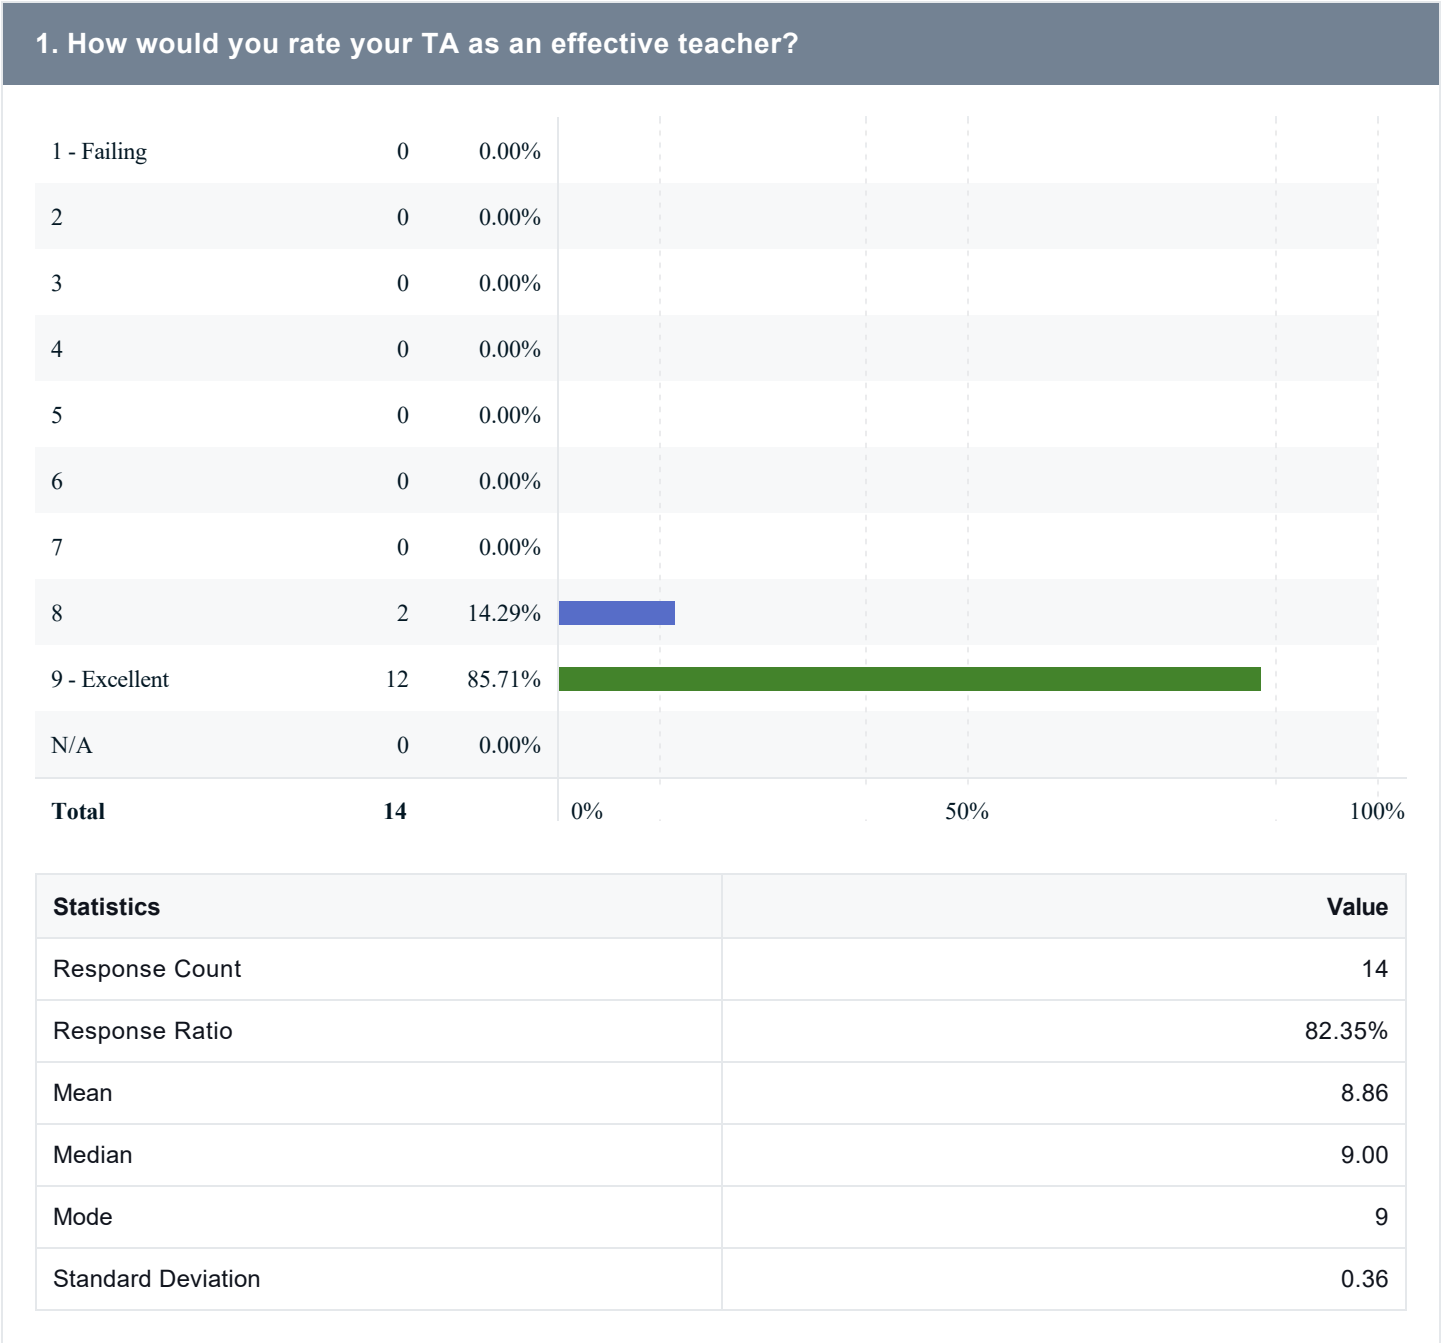 1. How would you rate your TA as an effective teacher?
1 - Failing 0 0.00%
2 0 0.00%
3 0 0.00%
4 0 0.00%
5 0 0.00%
6 0 0.00%
7 0 0.00%
8 2 14.29%
9 - Excellent 12 85.71%
N/A 0 0.00%
Total 14 0% 50% 100%
Statistics Value
Response Count 14
Response Ratio 82.35%
Mean 8.86
Median 9.00
Mode 9
Standard Deviation 0.36